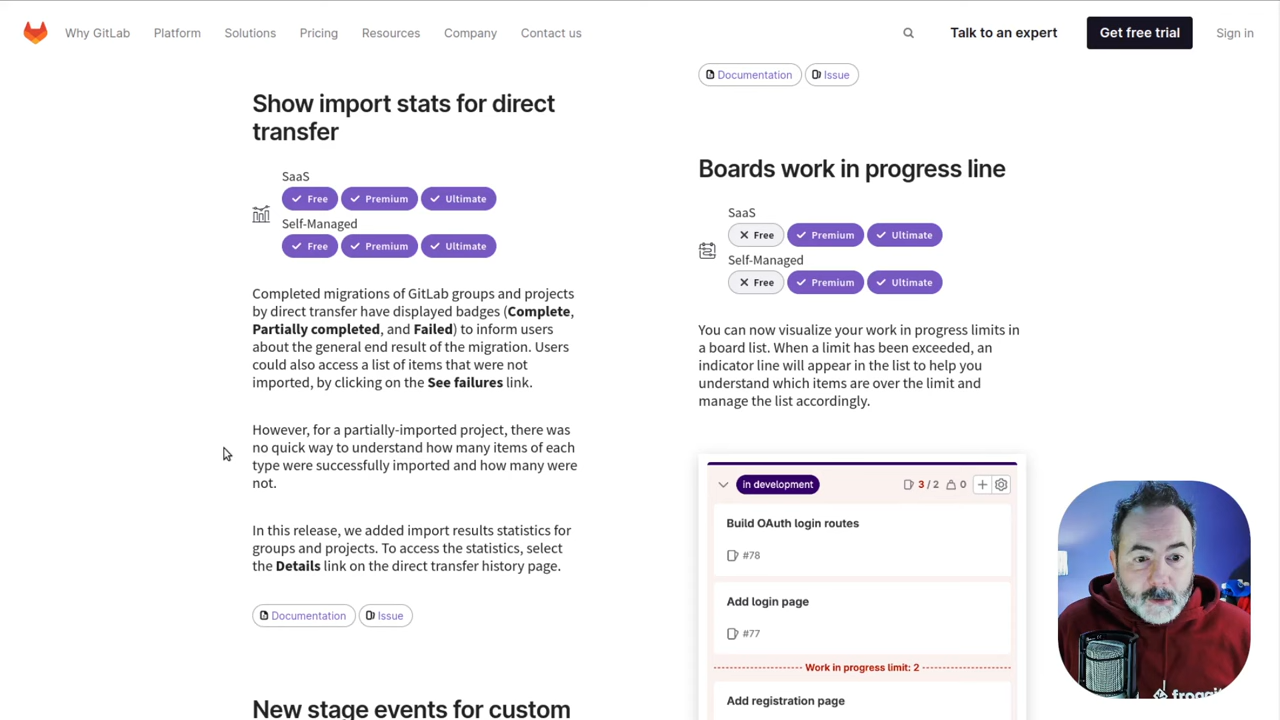 Why GitLab
Platform
Solutions
Pricing
Resources
Company
Contact us
Talk to an expert
Get free trial
Sign in
Show import stats for direct
transfer
SaaS
Free
Premium
Ultimate
Self-Managed
Free
Premium
Ultimate
Completed migrations of GitLab groups and projects
by direct transfer have displayed badges (Complete,
Partially completed, and Failed) to inform users
about the general end result of the migration. Users
could also access a list of items that were not
imported, by clicking on the See failures link.
However, for a partially-imported project, there was
no quick way to understand how many items of each
type were successfully imported and how many were
not.
In this release, we added import results statistics for
groups and projects. To access the statistics, select
the Details link on the direct transfer history page.
Documentation
Issue
New stage events for custom
Documentation
Issue
Boards work in progress line
SaaS
Free
Premium
Ultimate
Self-Managed
Free
Premium
Ultimate
You can now visualize your work in progress limits in
a board list. When a limit has been exceeded, an
indicator line will appear in the list to help you
understand which items are over the limit and
manage the list accordingly.
in development
3 / 2
0
Build OAuth login routes
#78
Add login page
#77
Work in progress limit: 2
Add registration page